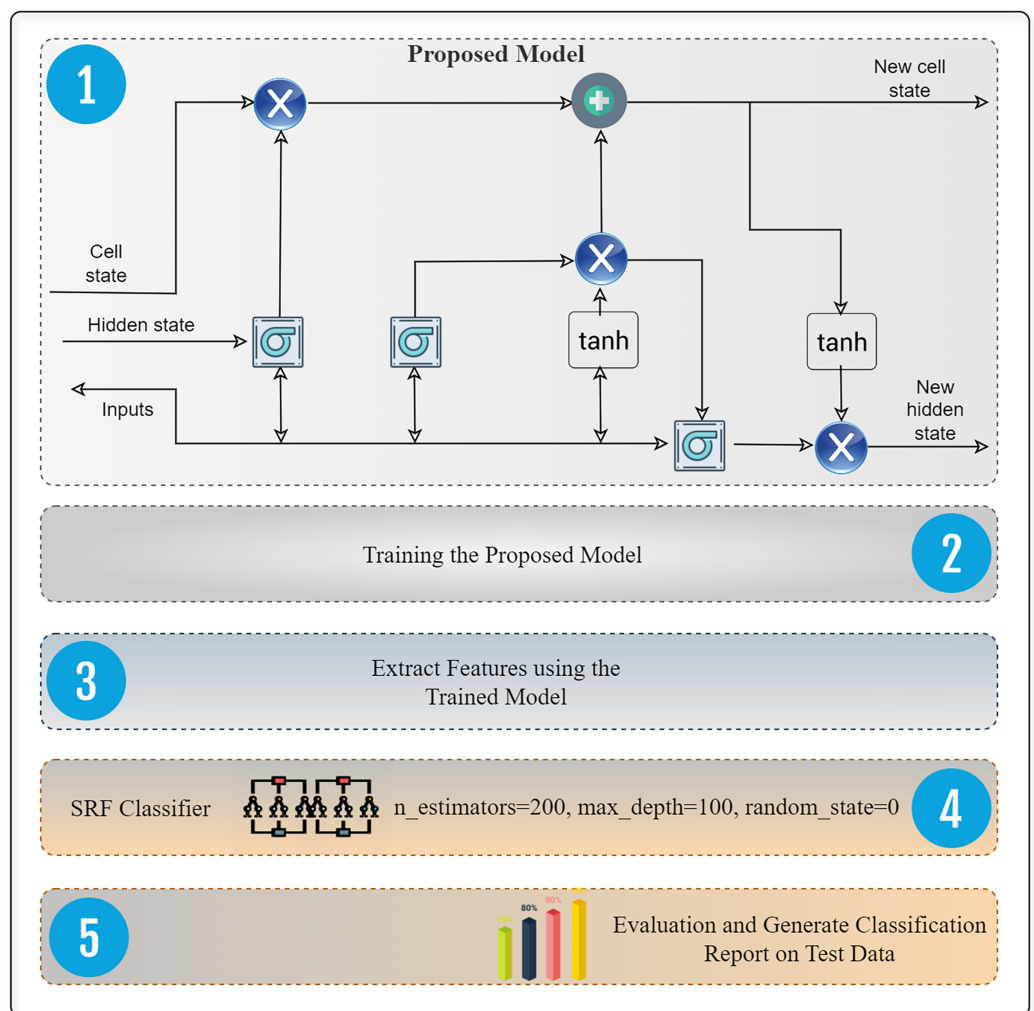 1
Proposed Model
New cell
state
X
Cell
state
X
Hidden state
σ
σ
tanh
tanh
New
hidden
state
Inputs
σ
X
Training the Proposed Model
2
3
Extract Features using the
Trained Model
SRF Classifier
n_estimators=200, max_depth=100, random_state=0
4
5
80%
90%
Evaluation and Generate Classification
Report on Test Data